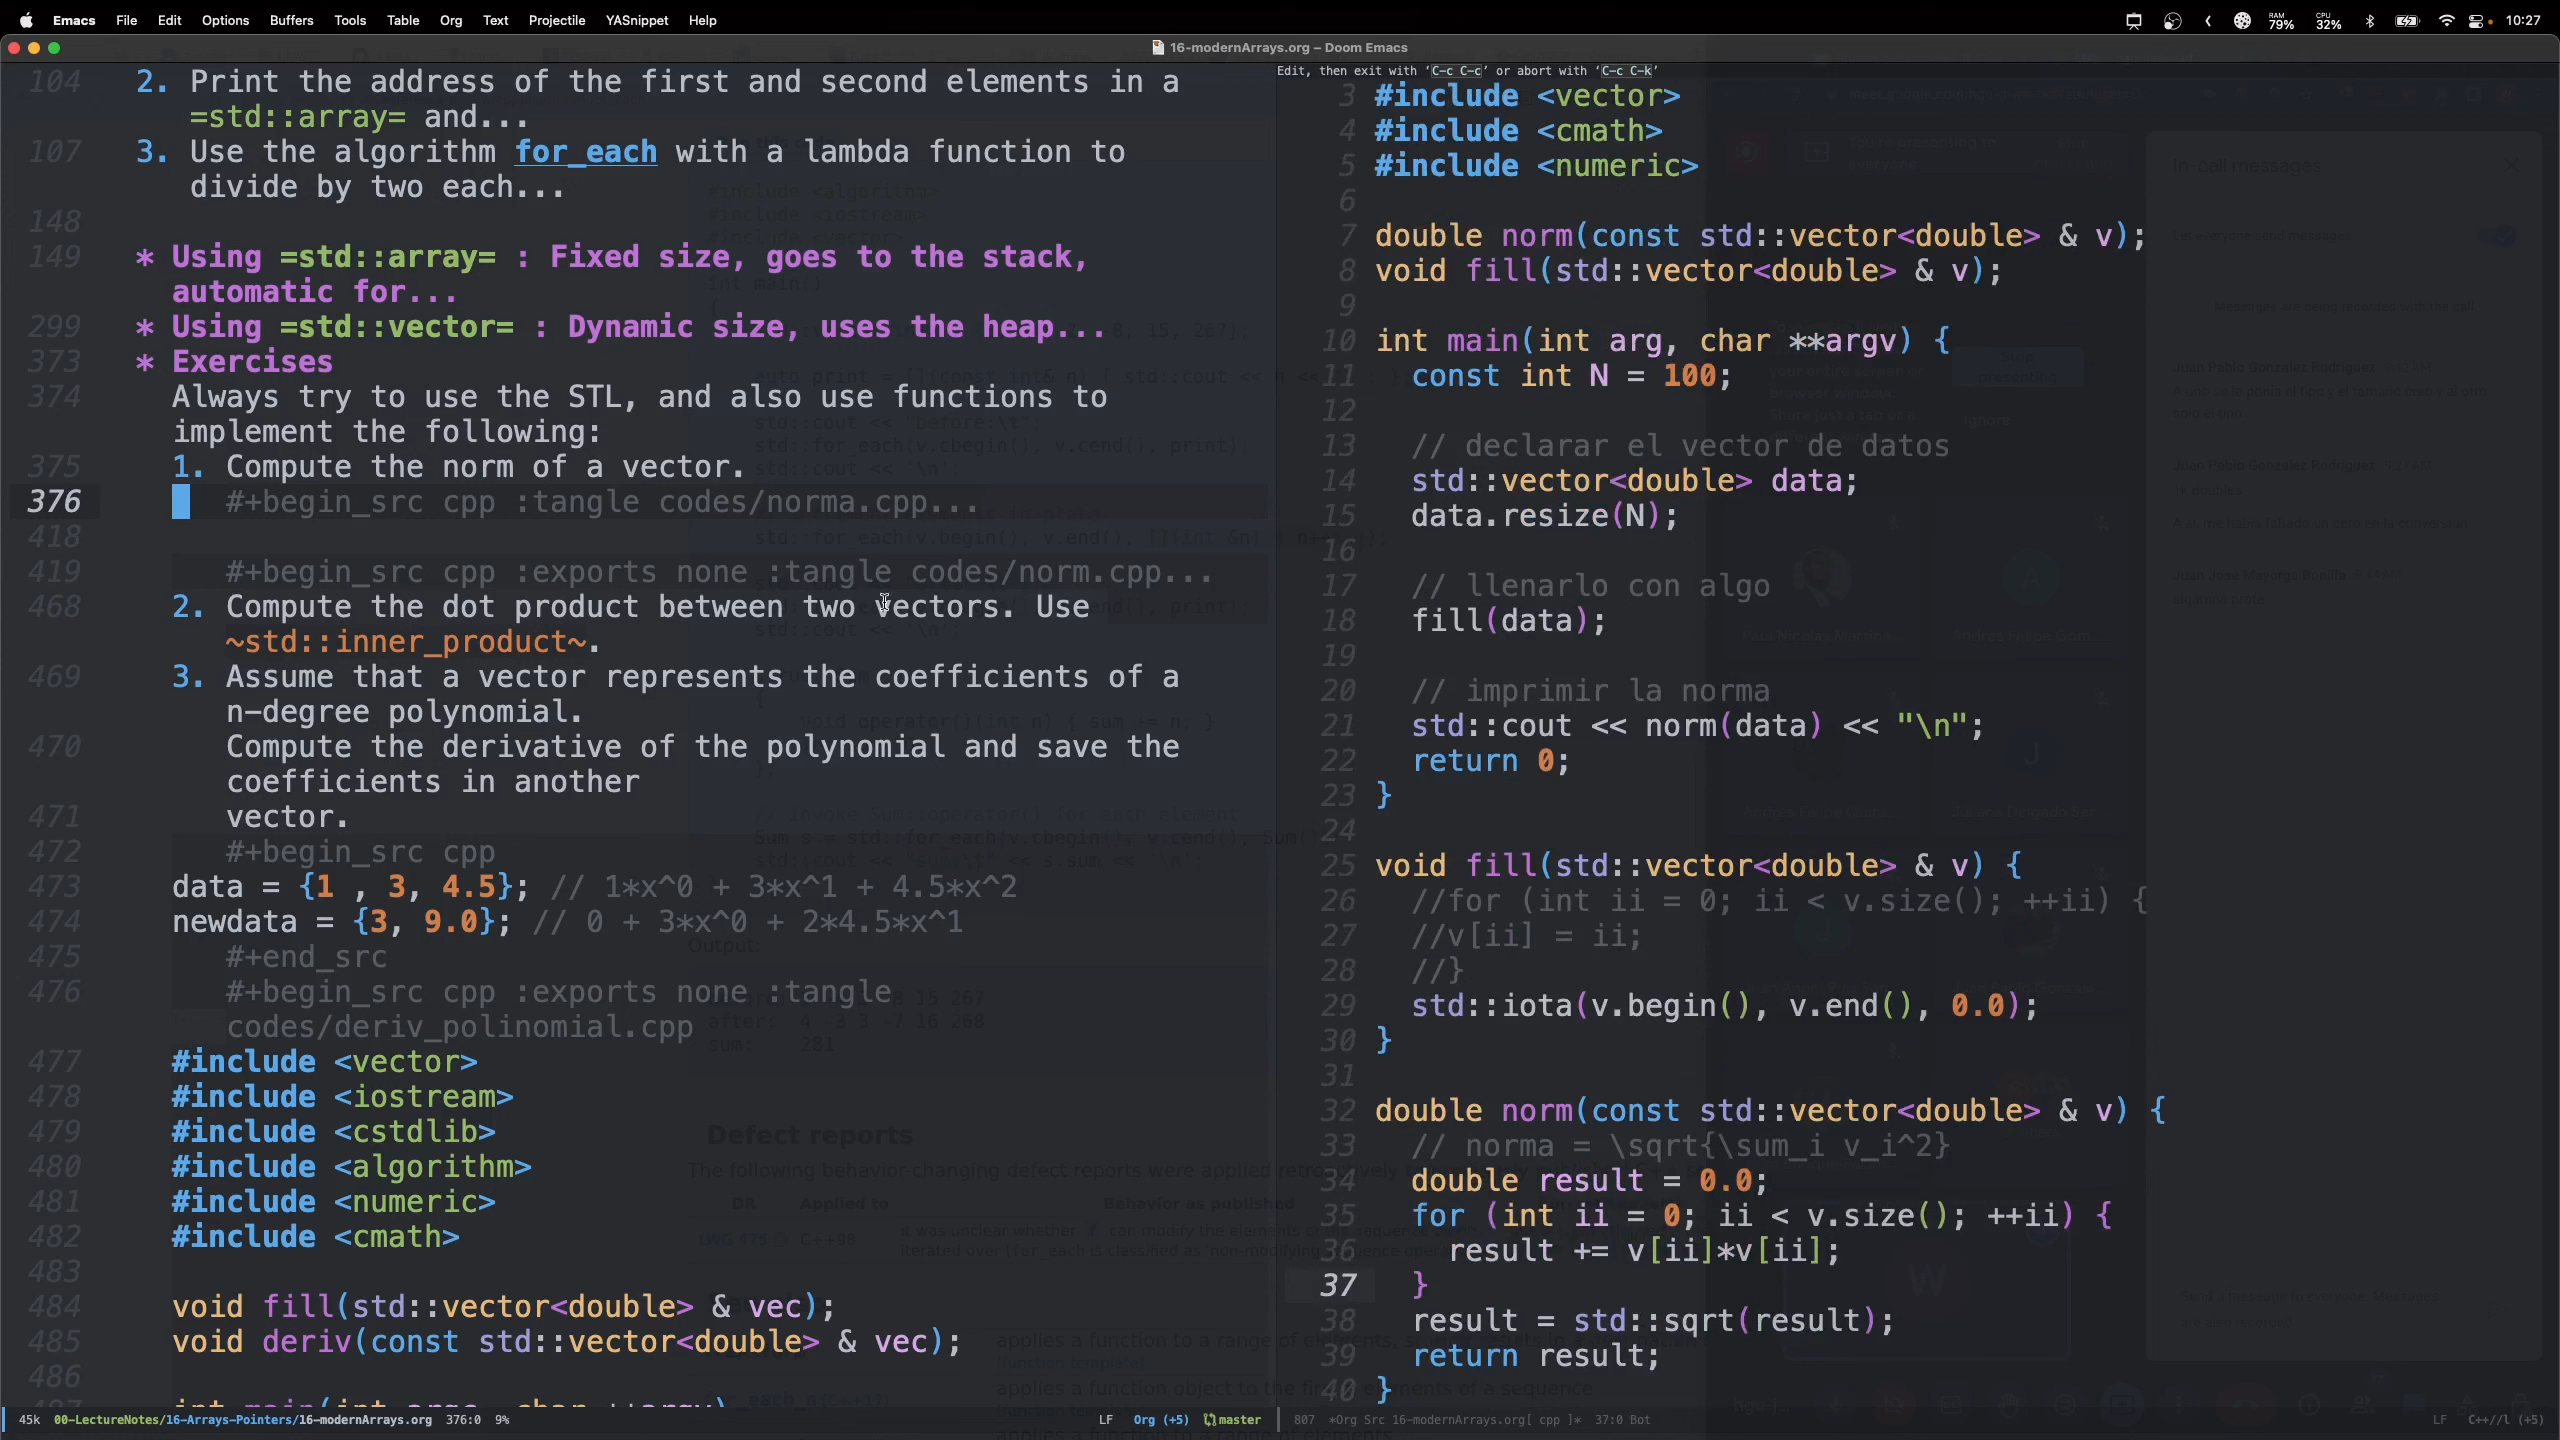 Emacs File Edit Options Buffers Tools Table Org Text Projectile YASnippet Help
RAM 79% CPU 32% 10:27
16-modernArrays.org – Doom Emacs
104 2. Print the address of the first and second elements in a
=std::array= and...
107 3. Use the algorithm for_each with a lambda function to
divide by two each...
148
149 * Using =std::array= : Fixed size, goes to the stack,
automatic for...
299 * Using =std::vector= : Dynamic size, uses the heap...
373 * Exercises
374 Always try to use the STL, and also use functions to
implement the following:
375 1. Compute the norm of a vector.
376 #+begin_src cpp :tangle codes/norma.cpp...
418
419 #+begin_src cpp :exports none :tangle codes/norm.cpp...
468 2. Compute the dot product between two vectors. Use
~std::inner_product~.
469 3. Assume that a vector represents the coefficients of a
n-degree polynomial.
470 Compute the derivative of the polynomial and save the
coefficients in another
471 vector.
472 #+begin_src cpp
473 data = {1 , 3, 4.5}; // 1*x^0 + 3*x^1 + 4.5*x^2
474 newdata = {3, 9.0}; // 0 + 3*x^0 + 2*4.5*x^1
475 #+end_src
476 #+begin_src cpp :exports none :tangle
codes/deriv_polinomial.cpp
477 #include <vector>
478 #include <iostream>
479 #include <cstdlib>
480 #include <algorithm>
481 #include <numeric>
482 #include <cmath>
483
484 void fill(std::vector<double> & vec);
485 void deriv(const std::vector<double> & vec);
486
45k 00-LectureNotes/16-Arrays-Pointers/16-modernArrays.org 376:0 9% LF Org (+5) master
Edit, then exit with ‘C-c C-c’ or abort with ‘C-c C-k’
3 #include <vector>
4 #include <cmath>
5 #include <numeric>
6
7 double norm(const std::vector<double> & v);
8 void fill(std::vector<double> & v);
9
10 int main(int arg, char **argv) {
11 const int N = 100;
12
13 // declarar el vector de datos
14 std::vector<double> data;
15 data.resize(N);
16
17 // llenarlo con algo
18 fill(data);
19
20 // imprimir la norma
21 std::cout << norm(data) << "\n";
22 return 0;
23 }
24
25 void fill(std::vector<double> & v) {
26 //for (int ii = 0; ii < v.size(); ++ii) {
27 //v[ii] = ii;
28 //}
29 std::iota(v.begin(), v.end(), 0.0);
30 }
31
32 double norm(const std::vector<double> & v) {
33 // norma = \sqrt{\sum_i v_i^2}
34 double result = 0.0;
35 for (int ii = 0; ii < v.size(); ++ii) {
36 result += v[ii]*v[ii];
37 }
38 result = std::sqrt(result);
39 return result;
40 }
807 *Org Src 16-modernArrays.org[ cpp ]* 37:0 Bot LF C++//l (+5)
In-call messages
Output:
Defect reports